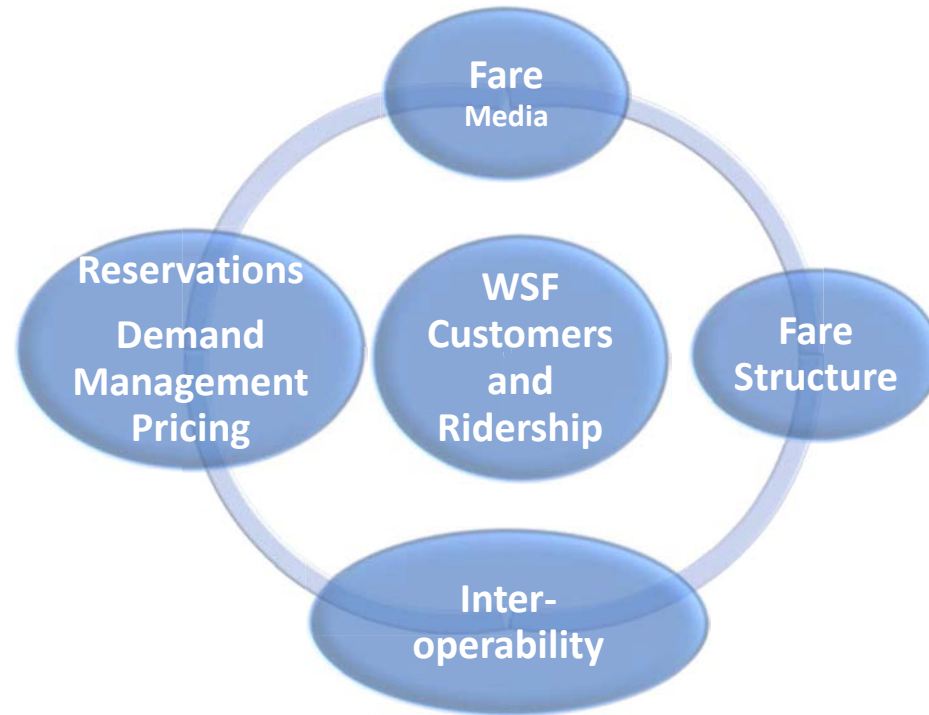 Fare
Media
Reservations
Demand
Management
Pricing
WSF
Customers
and
Ridership
Fare
Structure
Inter-
operability